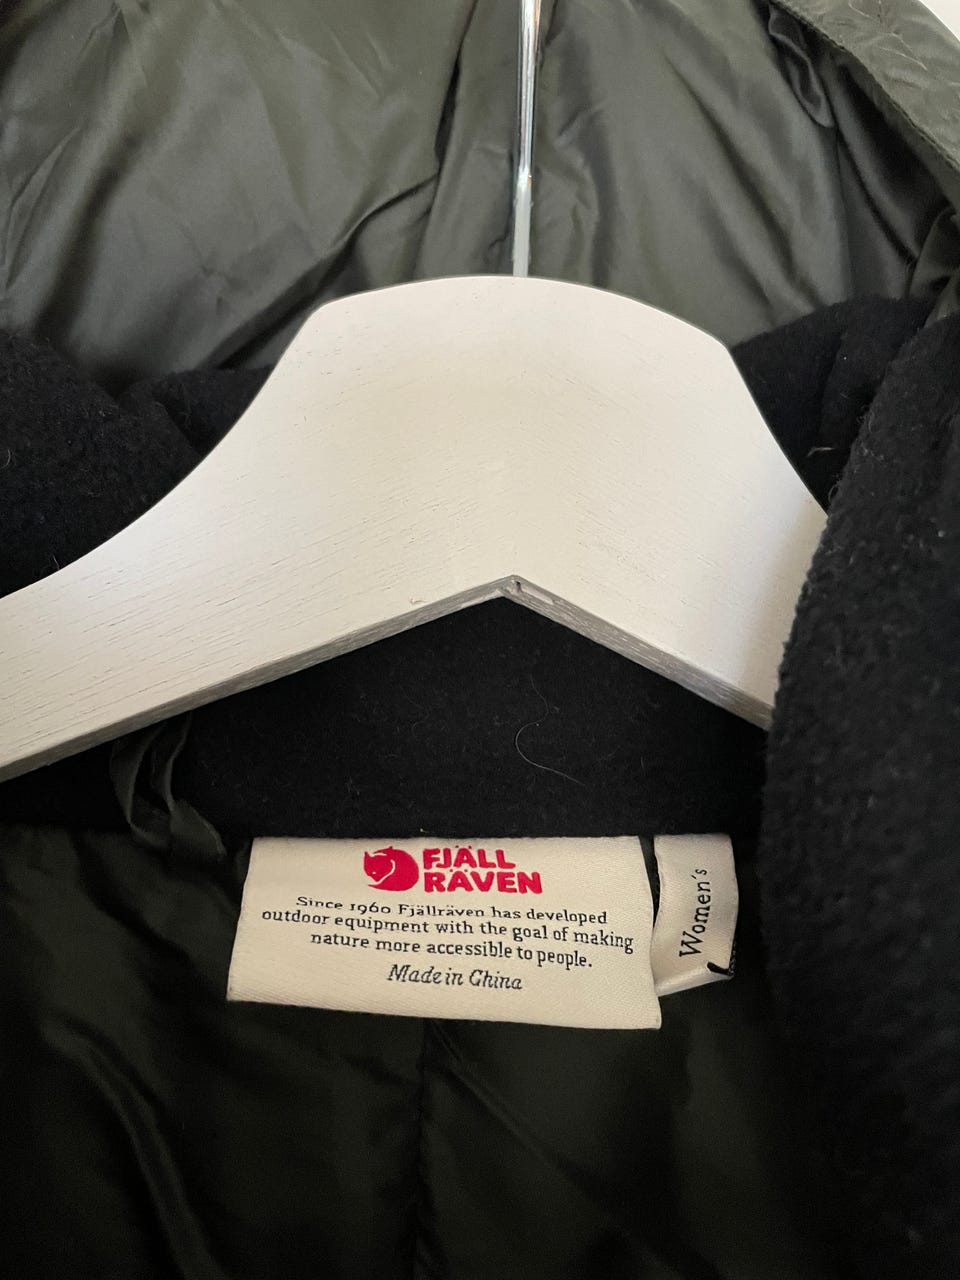 FJÄLL
RÄVEN
Since 1960 Fjällräven has developed
outdoor equipment with the goal of making
nature more accessible to people.
Made in China
Women's